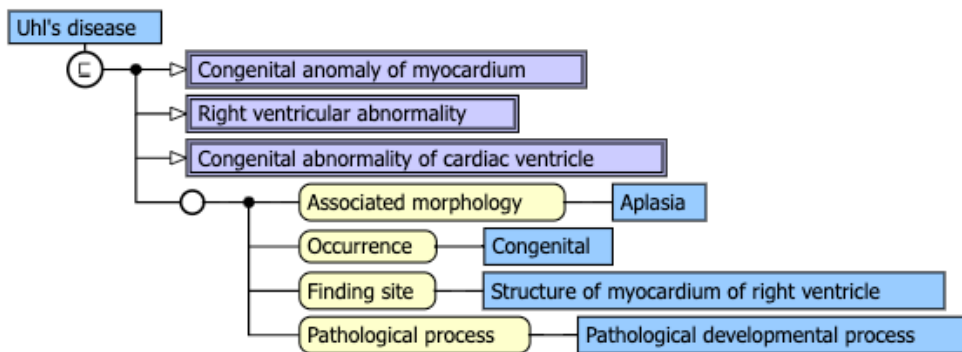 Uhl's disease
⊑
Congenital anomaly of myocardium
Right ventricular abnormality
Congenital abnormality of cardiac ventricle
Associated morphology Aplasia
Occurrence Congenital
Finding site Structure of myocardium of right ventricle
Pathological process Pathological developmental process